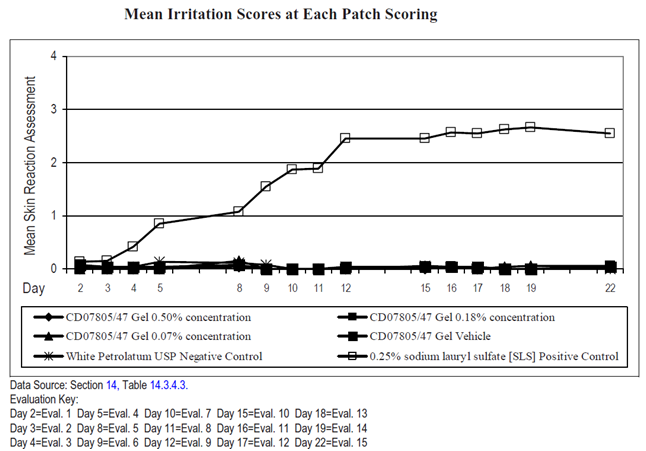 Mean Irritation Scores at Each Patch Scoring
Mean Skin Reaction Assessment
4
3
2
1
0
Day 2 3 4 5 8 9 10 11 12 15 16 17 18 19 22
CD07805/47 Gel 0.50% concentration CD07805/47 Gel 0.18% concentration
CD07805/47 Gel 0.07% concentration CD07805/47 Gel Vehicle
White Petrolatum USP Negative Control 0.25% sodium lauryl sulfate [SLS] Positive Control
Data Source: Section 14, Table 14.3.4.3.
Evaluation Key:
Day 2=Eval. 1 Day 5=Eval. 4 Day 10=Eval. 7 Day 15=Eval. 10 Day 18=Eval. 13
Day 3=Eval. 2 Day 8=Eval. 5 Day 11=Eval. 8 Day 16=Eval. 11 Day 19=Eval. 14
Day 4=Eval. 3 Day 9=Eval. 6 Day 12=Eval. 9 Day 17=Eval. 12 Day 22=Eval. 15